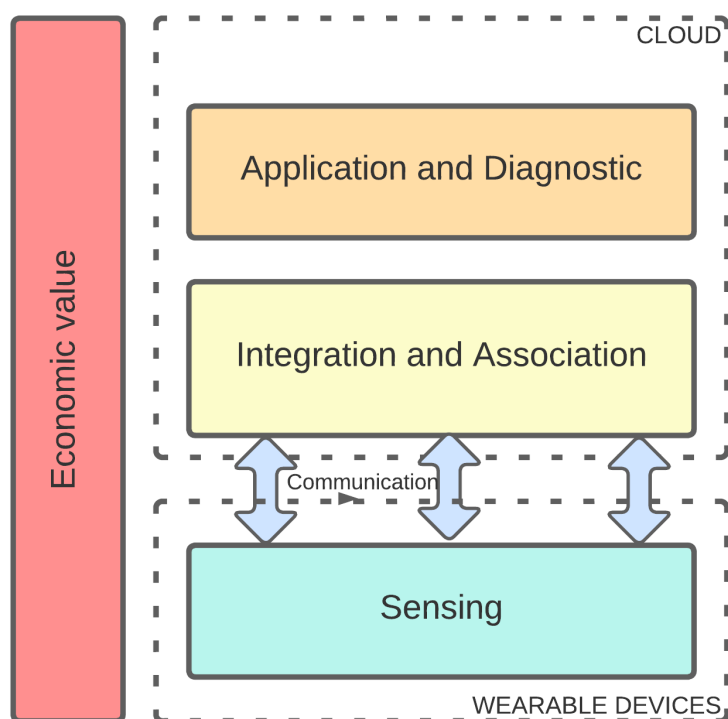 CLOUD
Application and Diagnostic
Economic value
Integration and Association
Communication
Sensing
WEARABLE DEVICES